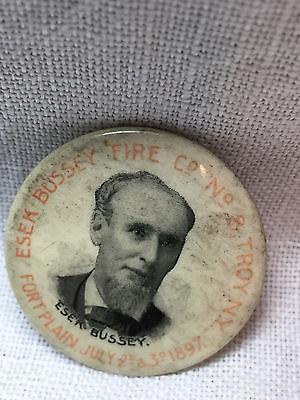 ESEK BUSSEY FIRE Co. No. 8, TROY, N.Y.
ESEK BUSSEY.
FORT PLAIN JULY 2D & 3D 1897.